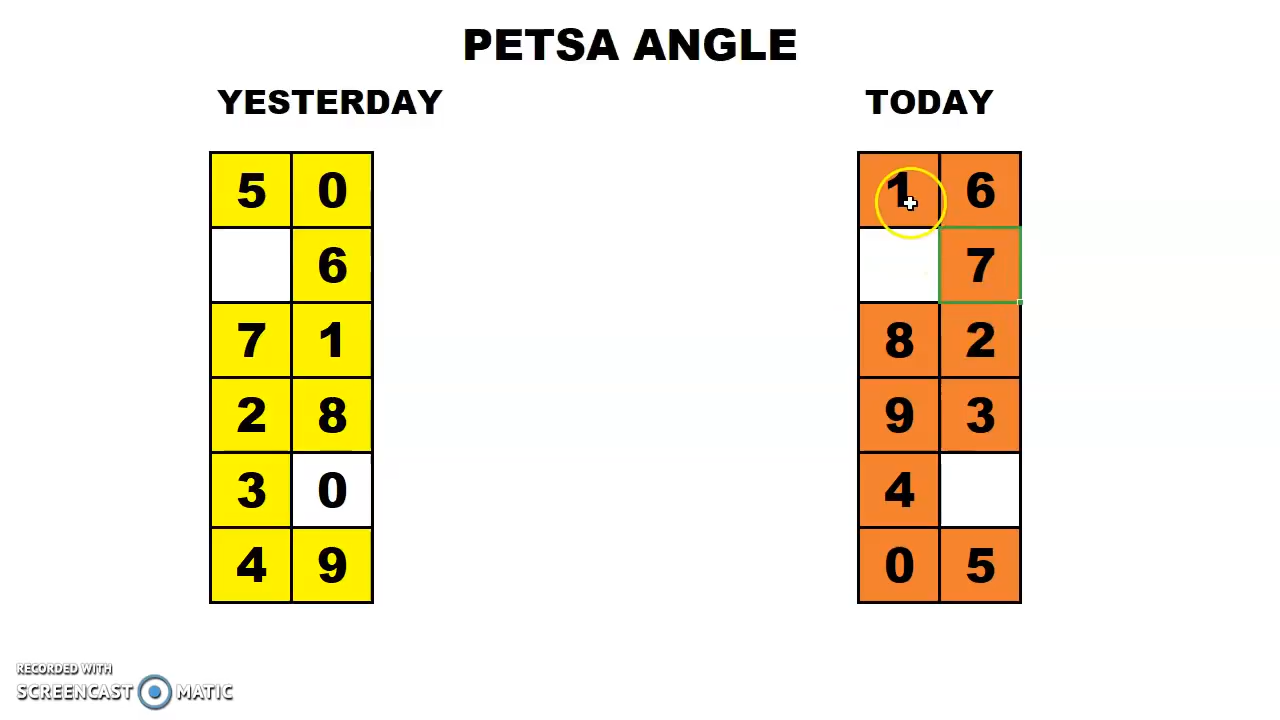 PETSA ANGLE
YESTERDAY TODAY
5 0 1 6
6 7
7 1 8 2
2 8 9 3
3 0 4
4 9 0 5
RECORDED WITH
SCREENCAST MATIC